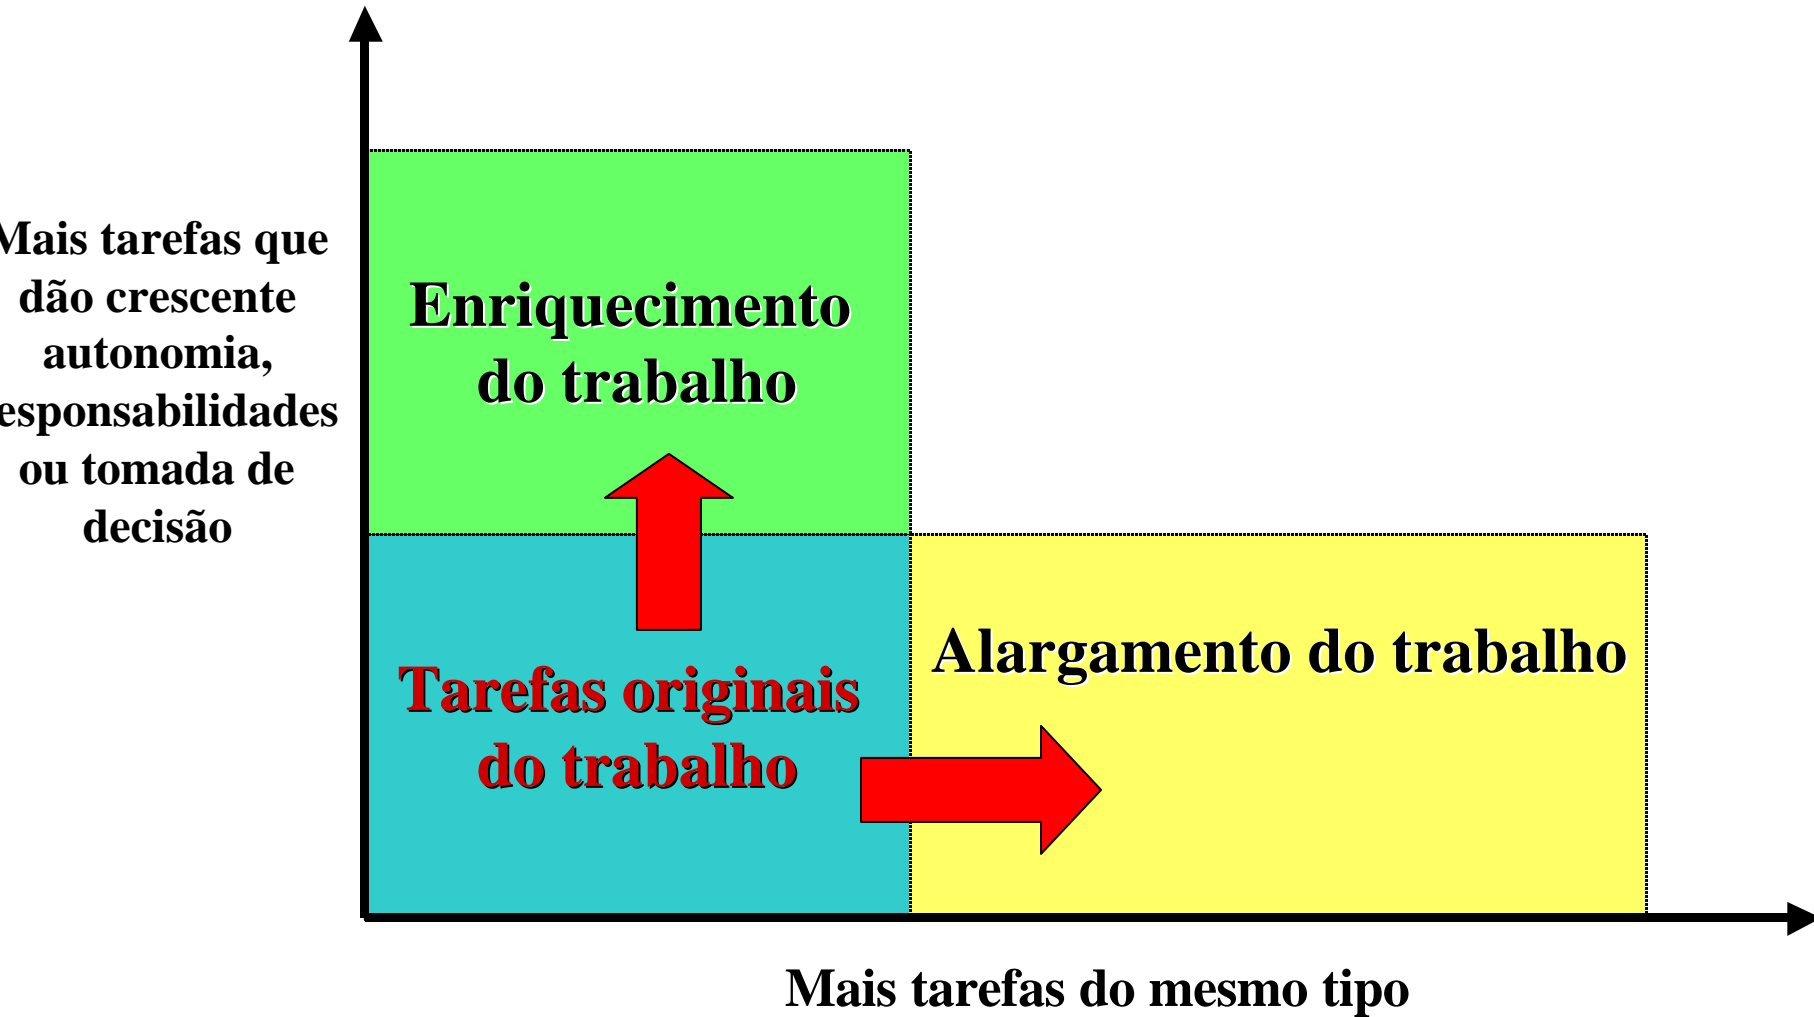 Mais tarefas que
dão crescente
autonomia,
esponsabilidades
ou tomada de
decisão
Enriquecimento
do trabalho
Tarefas originais
do trabalho
Alargamento do trabalho
Mais tarefas do mesmo tipo